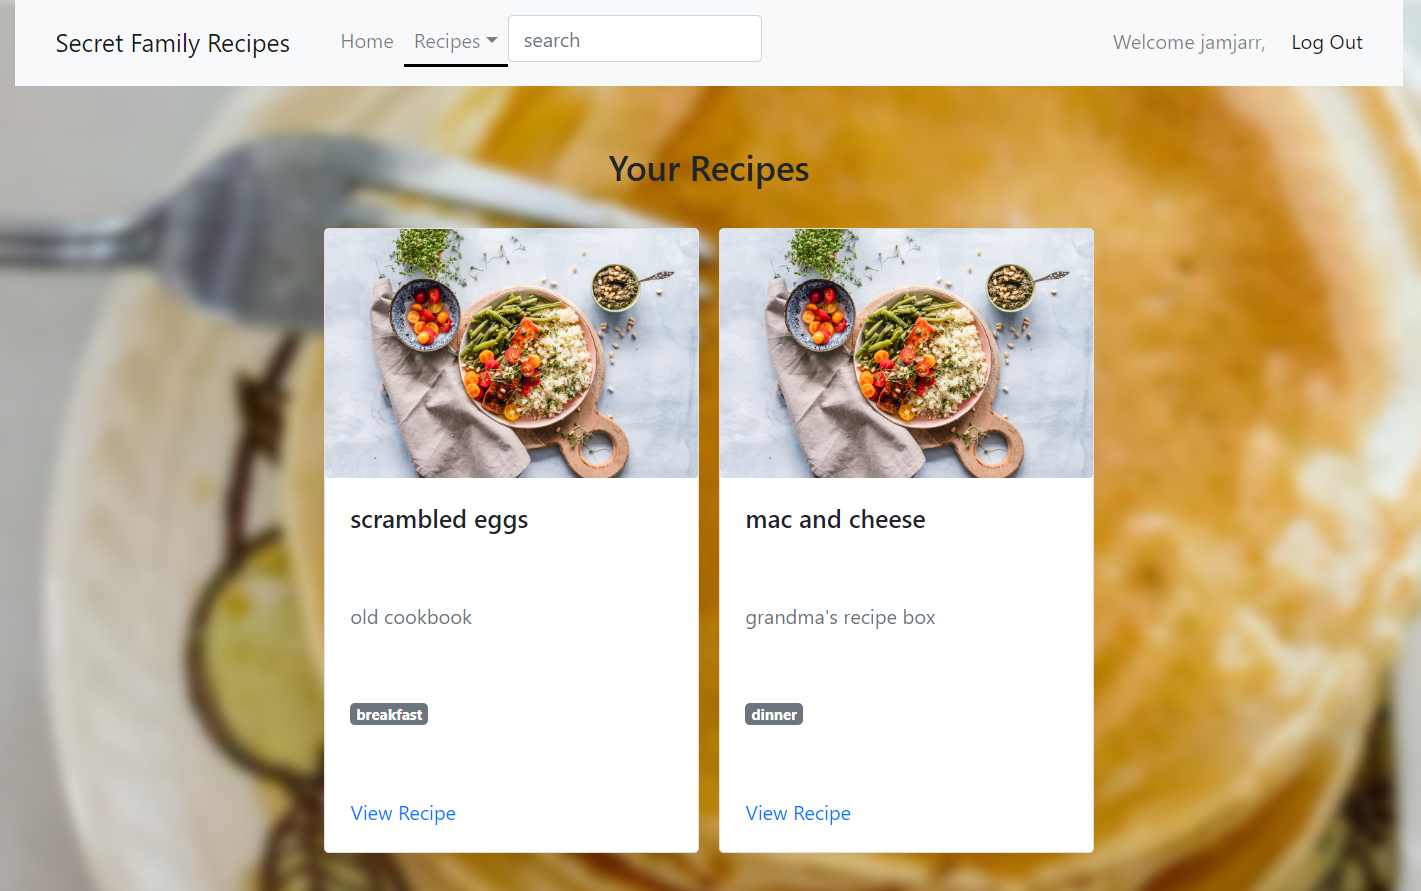 Secret Family Recipes Home Recipes search Welcome jamjarr, Log Out
Your Recipes
scrambled eggs
old cookbook
breakfast
View Recipe
mac and cheese
grandma's recipe box
dinner
View Recipe